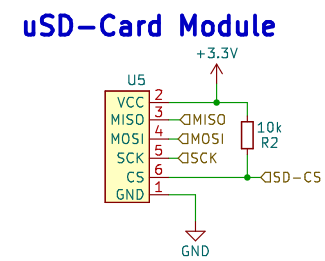 uSD-Card Module
+3.3V
U5
VCC 2
MISO 3 MISO
MOSI 4 MOSI
SCK 5 SCK
CS 6 SD-CS
GND 1
10k
R2
GND